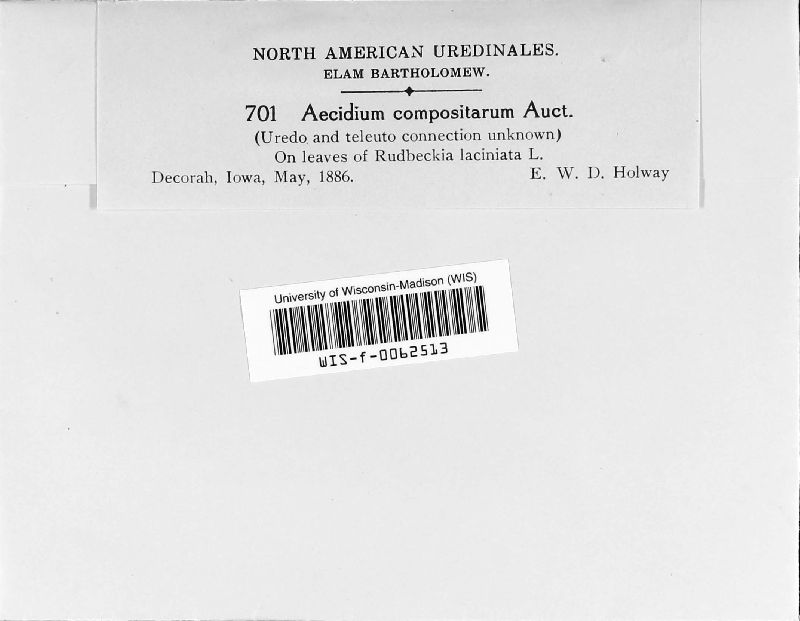 NORTH AMERICAN UREDINALES.
ELAM BARTHOLOMEW.
701 Aecidium compositarum Auct.
(Uredo and teleuto connection unknown)
On leaves of Rudbeckia laciniata L.
Decorah, Iowa, May, 1886. E. W. D. Holway
University of Wisconsin-Madison (WIS)
WIS-f-0062513